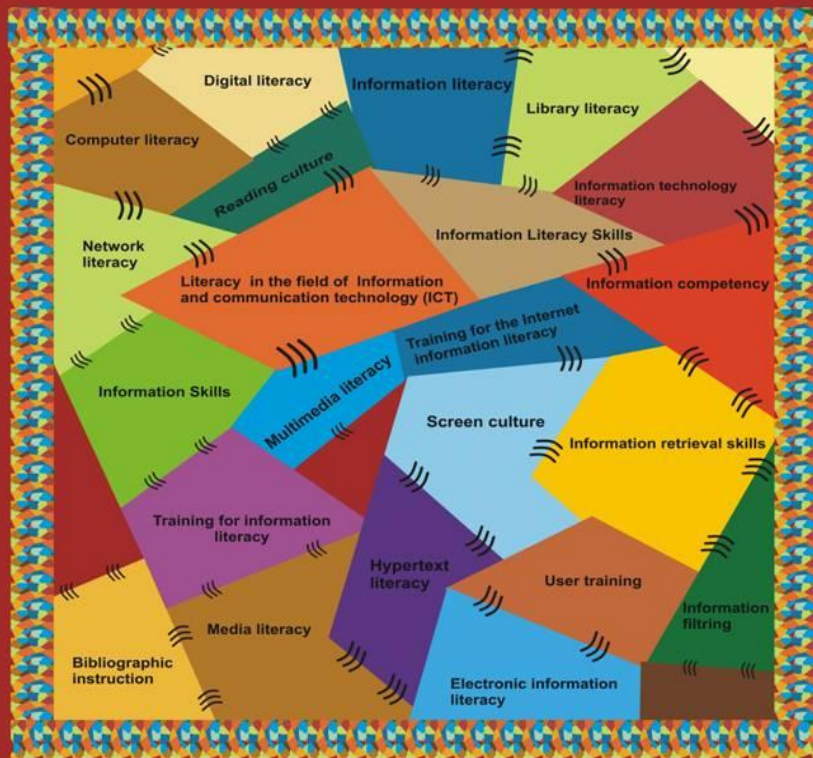 Digital literacy
Information literacy
Library literacy
Computer literacy
Reading culture
Information technology
literacy
Network
literacy
Information Literacy Skills
Literacy in the field of Information
and communication technology (ICT)
Information competency
Training for the Internet
information literacy
Information Skills
Multimedia literacy
Screen culture
Information retrieval skills
Training for information
literacy
Hypertext
literacy
User training
Information
filtring
Media literacy
Bibliographic
instruction
Electronic information
literacy